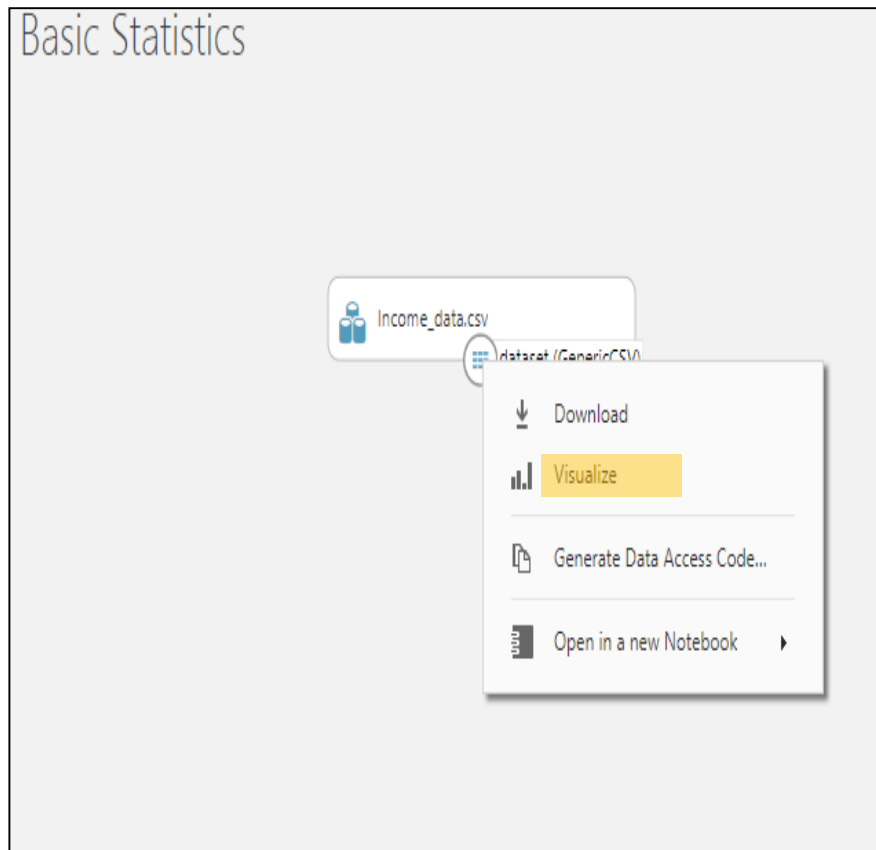 Basic Statistics
Income_data.csv
dataset (GenericCSV)
Download
Visualize
Generate Data Access Code...
Open in a new Notebook